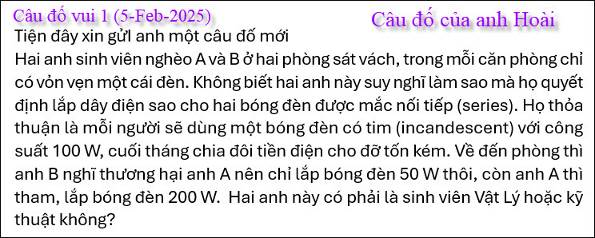 Câu đố vui 1 (5-Feb-2025)
Câu đố của anh Hoài
Tiện đây xin gửi anh một câu đố mới
Hai anh sinh viên nghèo A và B ở hai phòng sát vách, trong mỗi căn phòng chỉ
có vỏn vẹn một cái đèn. Không biết hai anh này suy nghĩ làm sao mà họ quyết
định lắp dây điện sao cho hai bóng đèn được mắc nối tiếp (series). Họ thỏa
thuận là mỗi người sẽ dùng một bóng đèn có tim (incandescent) với công
suất 100 W, cuối tháng chia đôi tiền điện cho đỡ tốn kém. Về đến phòng thì
anh B nghĩ thương hại anh A nên chỉ lắp bóng đèn 50 W thôi, còn anh A thì
tham, lắp bóng đèn 200 W. Hai anh này có phải là sinh viên Vật Lý hoặc kỹ
thuật không?